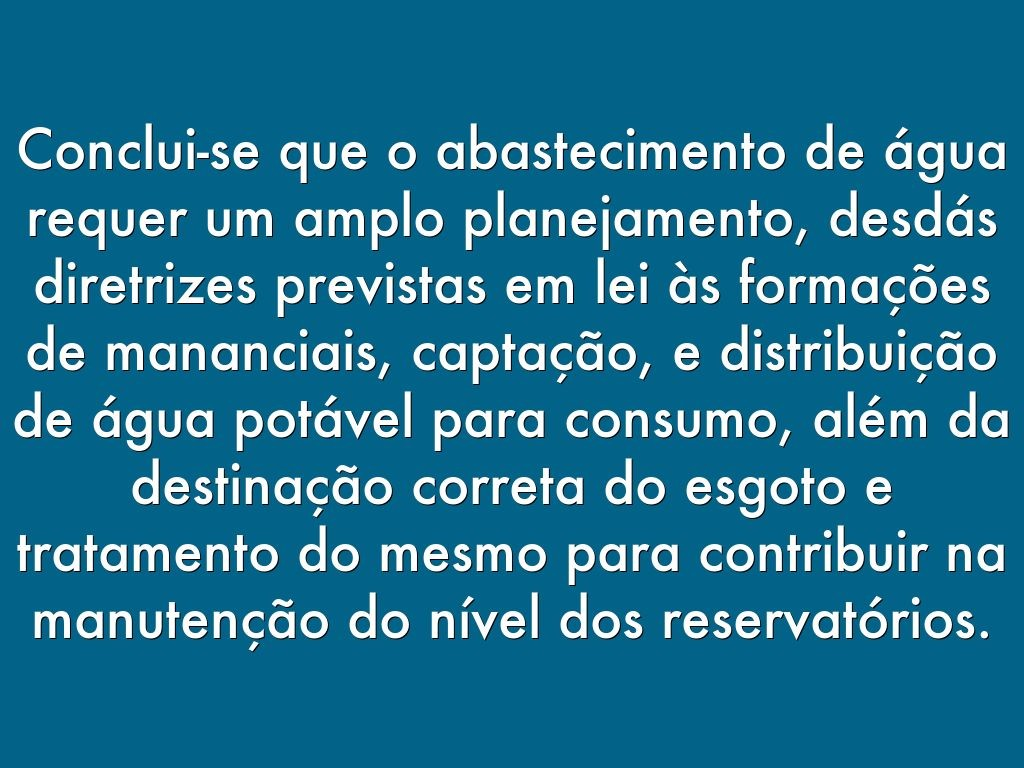 Conclui-se que o abastecimento de água
requer um amplo planejamento, desdás
diretrizes previstas em lei às formações
de mananciais, captação, e distribuição
de água potável para consumo, além da
destinação correta do esgoto e
tratamento do mesmo para contribuir na
manutenção do nível dos reservatórios.